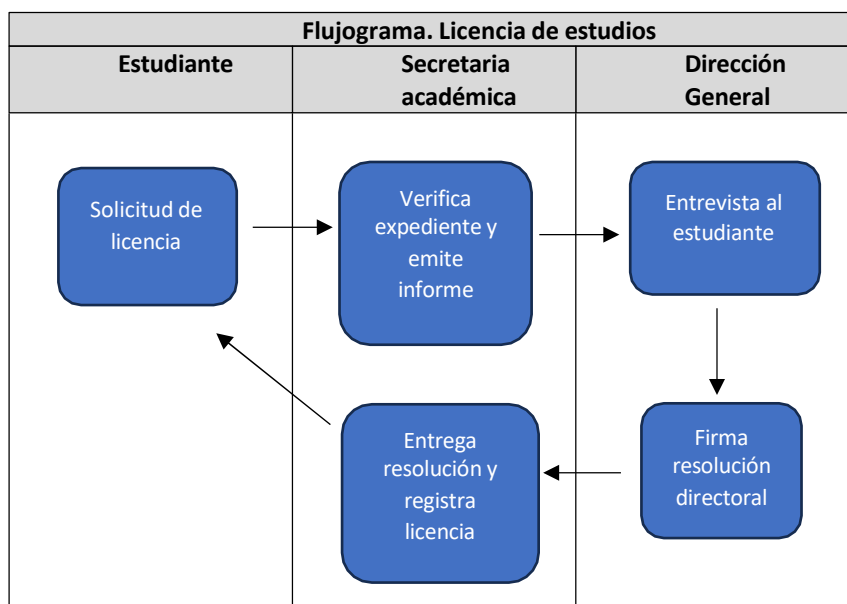 Flujograma. Licencia de estudios
Estudiante
Secretaria
académica
Dirección
General
Solicitud de
licencia
Verifica
expediente y
emite
informe
Entrevista al
estudiante
Firma
resolución
directoral
Entrega
resolución y
registra
licencia